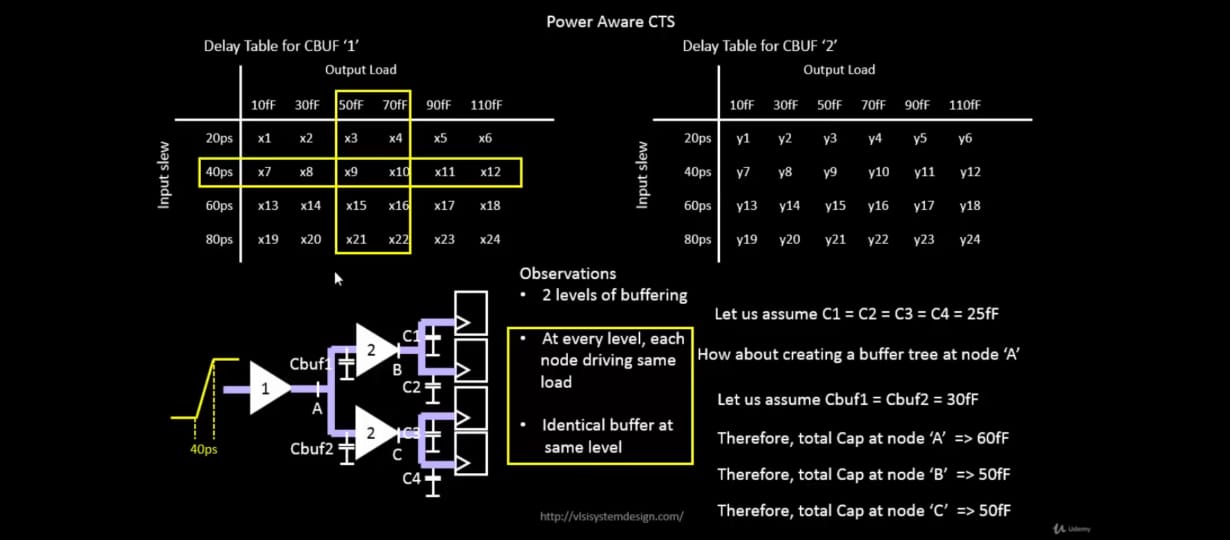 Power Aware CTS
Delay Table for CBUF ‘1’
Output Load
10fF 30fF 50fF 70fF 90fF 110fF
Input slew
20ps x1 x2 x3 x4 x5 x6
40ps x7 x8 x9 x10 x11 x12
60ps x13 x14 x15 x16 x17 x18
80ps x19 x20 x21 x22 x23 x24
Delay Table for CBUF ‘2’
Output Load
10fF 30fF 50fF 70fF 90fF 110fF
Input slew
20ps y1 y2 y3 y4 y5 y6
40ps y7 y8 y9 y10 y11 y12
60ps y13 y14 y15 y16 y17 y18
80ps y19 y20 y21 y22 y23 y24
40ps
1
A
Cbuf1
2
B
C1
C2
Cbuf2
2
C
C3
C4
Observations
• 2 levels of buffering
• At every level, each
node driving same
load
• Identical buffer at
same level
Let us assume C1 = C2 = C3 = C4 = 25fF
How about creating a buffer tree at node ‘A’
Let us assume Cbuf1 = Cbuf2 = 30fF
Therefore, total Cap at node ‘A’ => 60fF
Therefore, total Cap at node ‘B’ => 50fF
Therefore, total Cap at node ‘C’ => 50fF
http://vlsisystemdesign.com/
Udemy